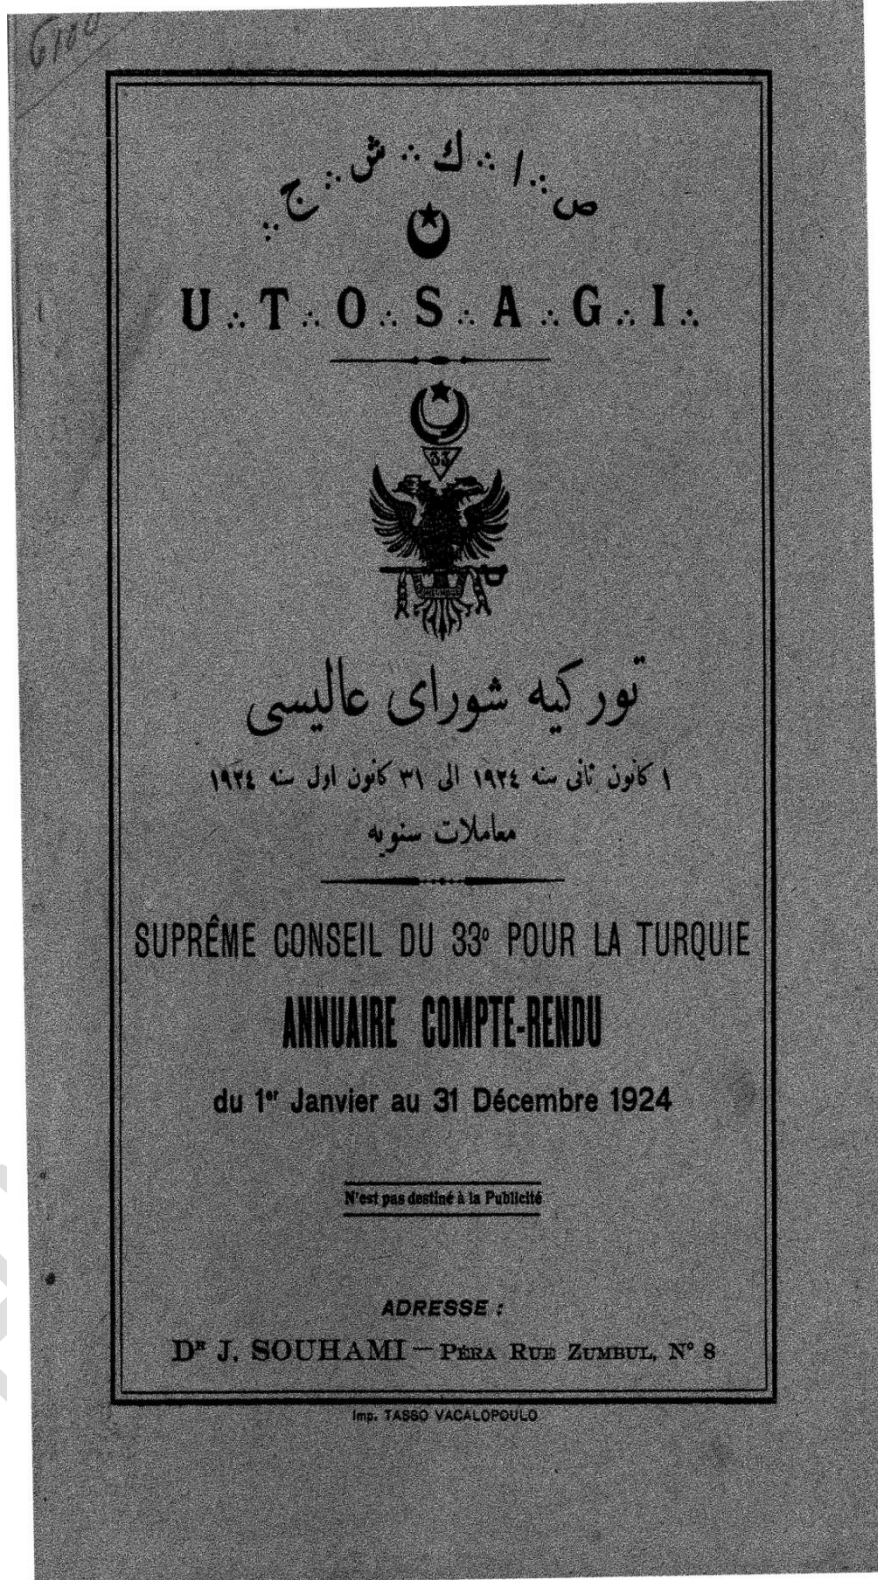 6100
ص ∴ ا ∴ ك ∴ ش ∴ ج ∴
U ∴ T ∴ O ∴ S ∴ A ∴ G ∴ I ∴
33
توركيه شوراى عاليسى
١ كانون ثانى سنه ١٩٢٤ الى ٣١ كانون اول سنه ١٩٢٤
معاملات سنويه
SUPRÊME CONSEIL DU 33º POUR LA TURQUIE
ANNUAIRE COMPTE-RENDU
du 1er Janvier au 31 Décembre 1924
N'est pas destiné à la Publicité
ADRESSE :
DR J. SOUHAMI — PÉRA RUE ZUMBUL, N° 8
Imp. TASSO VACALOPOULO